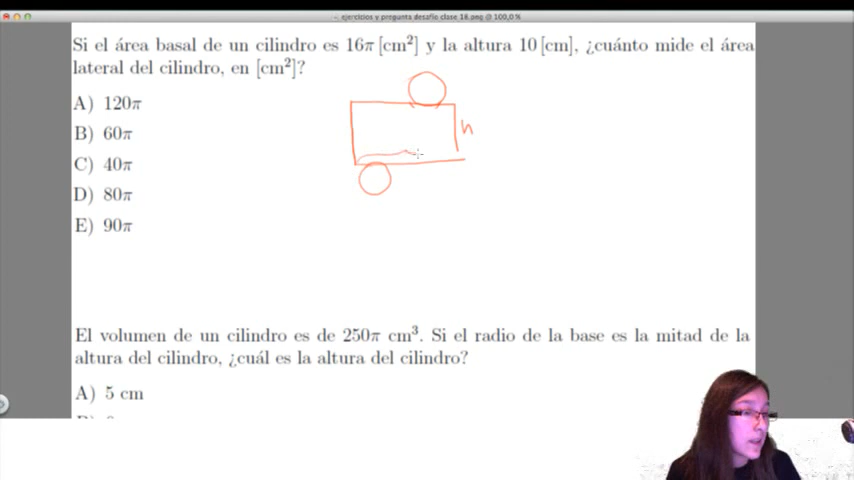 ejercicios y pregunta desafio clase 16.png @ 100,0 %
Si el área basal de un cilindro es 16π [cm²] y la altura 10 [cm], ¿cuánto mide el área
lateral del cilindro, en [cm²]?
A) 120π
B) 60π
C) 40π
D) 80π
E) 90π
h
El volumen de un cilindro es de 250π cm³. Si el radio de la base es la mitad de la
altura del cilindro, ¿cuál es la altura del cilindro?
A) 5 cm